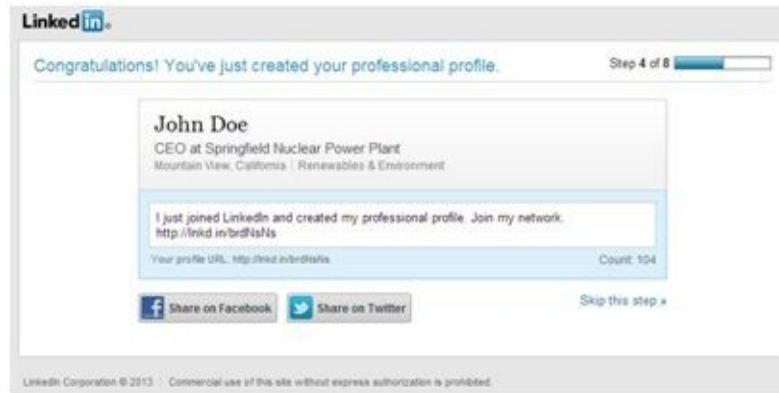 Linked in®
Congratulations! You've just created your professional profile.
Step 4 of 8
John Doe
CEO at Springfield Nuclear Power Plant
Mountain View, California | Renewables & Environment
I just joined LinkedIn and created my professional profile. Join my network.
http://lnkd.in/brdNsNs
Your profile URL: http://lnkd.in/brdNsNs
Count: 104
Share on Facebook
Share on Twitter
Skip this step »
LinkedIn Corporation © 2013 | Commercial use of this site without express authorization is prohibited.